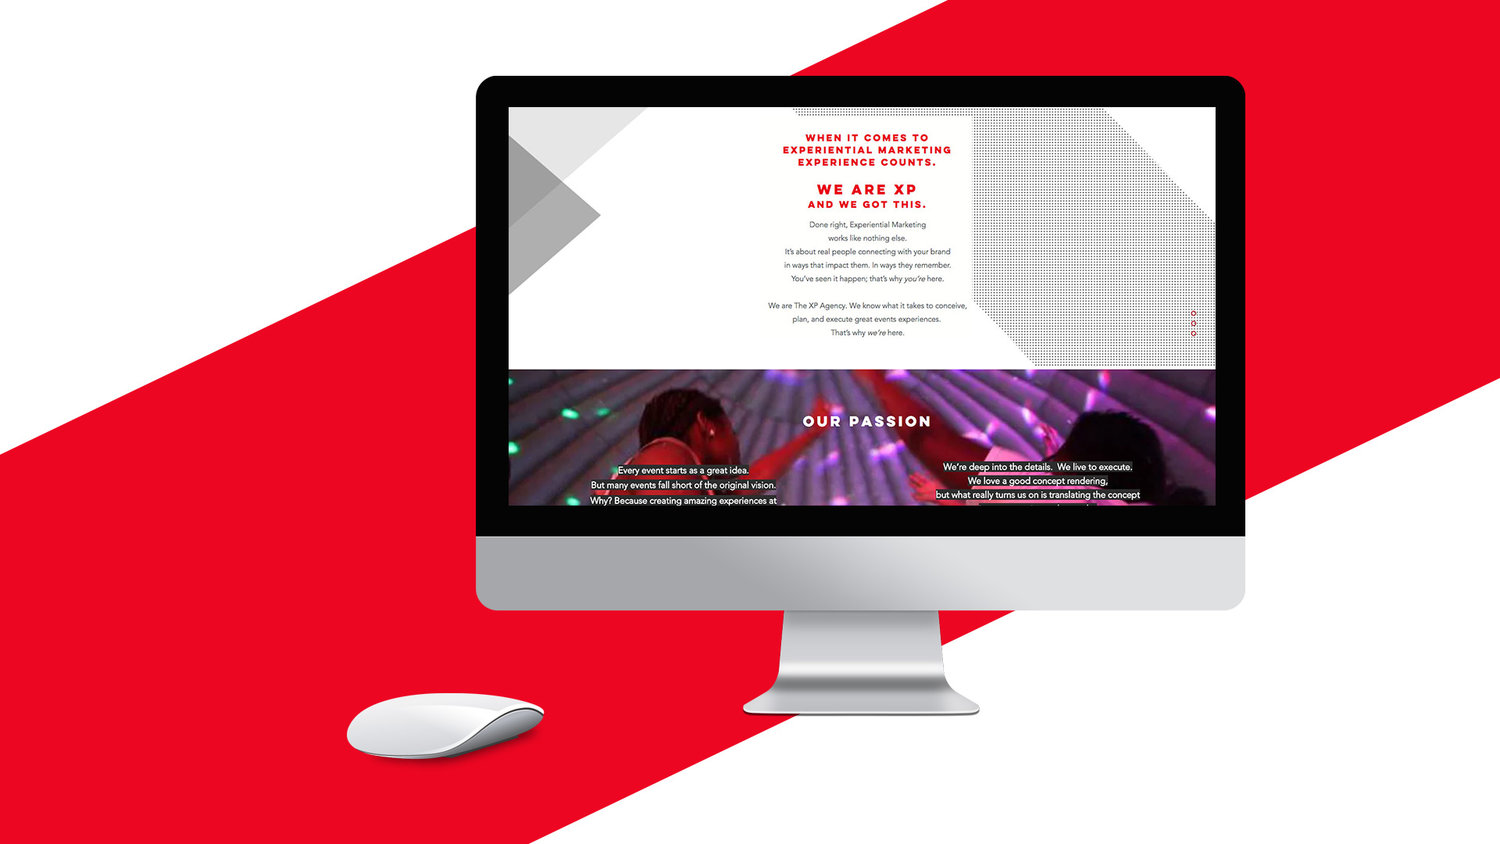 WHEN IT COMES TO
EXPERIENTIAL MARKETING
EXPERIENCE COUNTS.
WE ARE XP
AND WE GOT THIS.
Done right, Experiential Marketing
works like nothing else.
It's about real people connecting with your brand
in ways that impact them. In ways they remember.
You've seen it happen; that's why you're here.
We are The XP Agency. We know what it takes to conceive,
plan, and execute great events experiences.
That's why we're here.
OUR PASSION
Every event starts as a great idea.
But many events fall short of the original vision.
Why? Because creating amazing experiences at
We're deep into the details. We live to execute.
We love a good concept rendering,
but what really turns us on is translating the concept